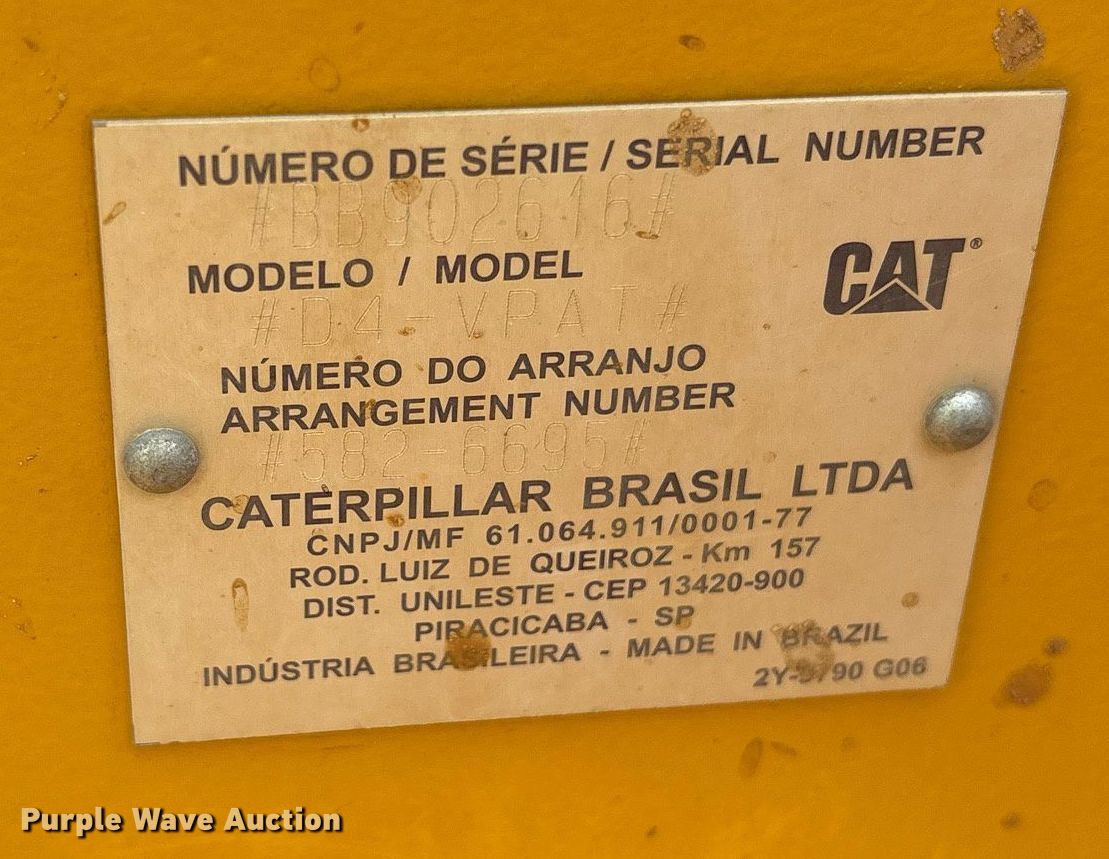 NÚMERO DE SÉRIE / SERIAL NUMBER
#BB902616#
MODELO / MODEL
CAT®
#D4-VPAT#
NÚMERO DO ARRANJO
ARRANGEMENT NUMBER
#582-6695#
CATERPILLAR BRASIL LTDA
CNPJ/MF 61.064.911/0001-77
ROD. LUIZ DE QUEIROZ - Km 157
DIST. UNILESTE - CEP 13420-900
PIRACICABA - SP
INDÚSTRIA BRASILEIRA - MADE IN BRAZIL
G06
Purple Wave Auction